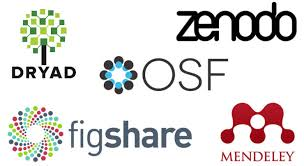 zenodo
DRYAD
OSF
figshare
MENDELEY